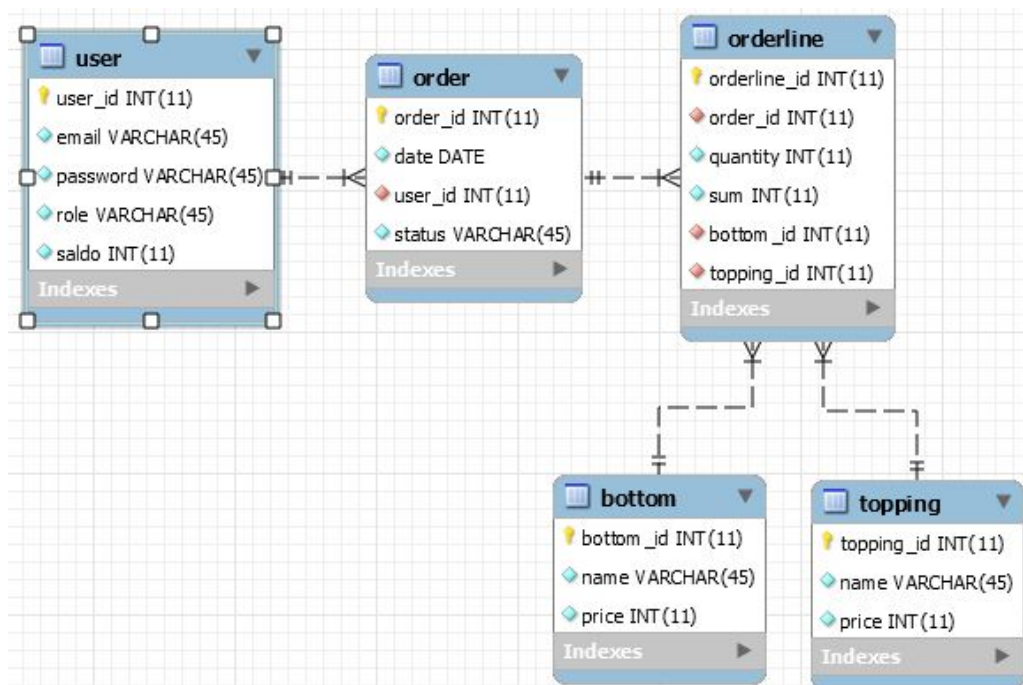 user
user_id INT(11)
email VARCHAR(45)
password VARCHAR(45)
role VARCHAR(45)
saldo INT(11)
Indexes
order
order_id INT(11)
date DATE
user_id INT(11)
status VARCHAR(45)
Indexes
orderline
orderline_id INT(11)
order_id INT(11)
quantity INT(11)
sum INT(11)
bottom_id INT(11)
topping_id INT(11)
Indexes
bottom
bottom_id INT(11)
name VARCHAR(45)
price INT(11)
Indexes
topping
topping_id INT(11)
name VARCHAR(45)
price INT(11)
Indexes